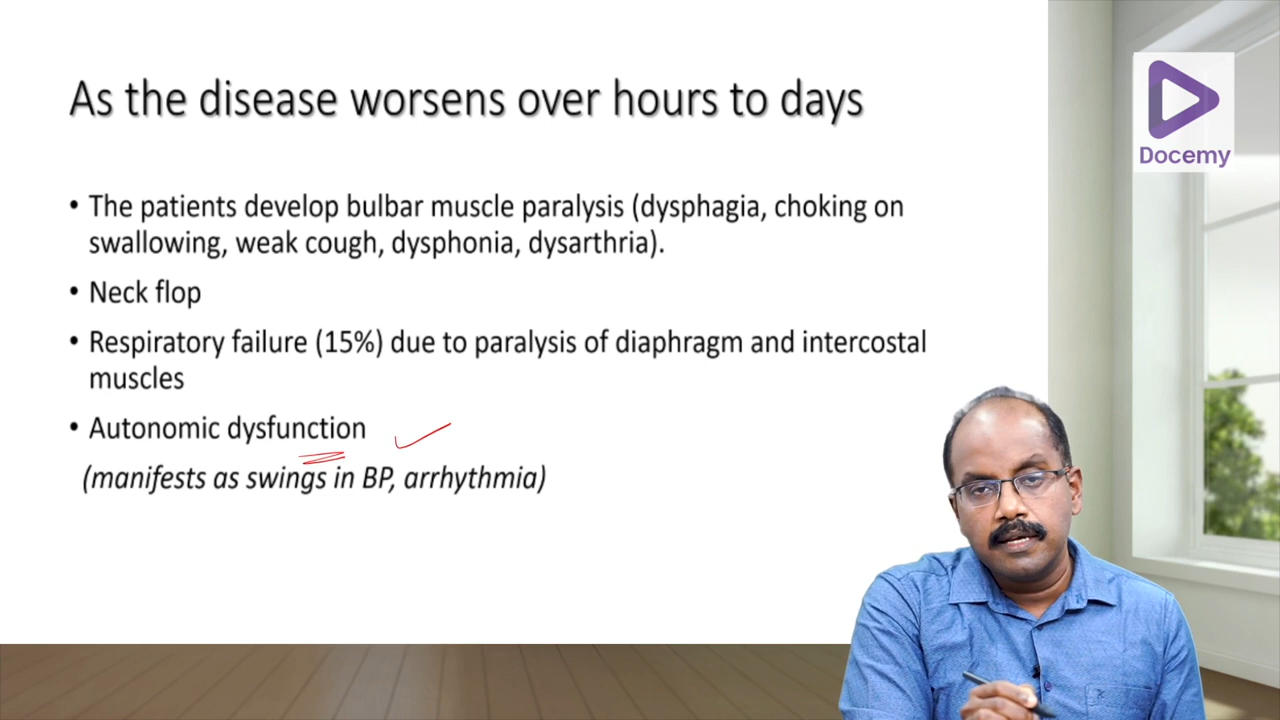 As the disease worsens over hours to days
• The patients develop bulbar muscle paralysis (dysphagia, choking on
swallowing, weak cough, dysphonia, dysarthria).
• Neck flop
• Respiratory failure (15%) due to paralysis of diaphragm and intercostal
muscles
• Autonomic dysfunction
(manifests as swings in BP, arrhythmia)
Docemy